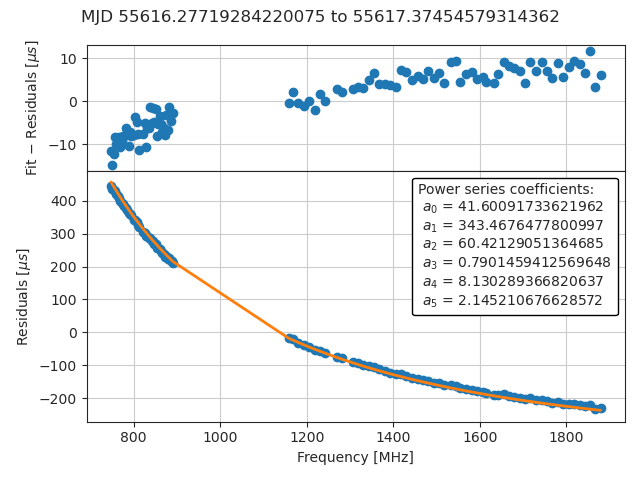 MJD 55616.27719284220075 to 55617.37454579314362
Fit − Residuals [μs]
10
0
−10
Residuals [μs]
400
300
200
100
0
−100
−200
Power series coefficients:
a0 = 41.60091733621962
a1 = 343.4676477800997
a2 = 60.42129051364685
a3 = 0.7901459412569648
a4 = 8.130289366820637
a5 = 2.145210676628572
800 1000 1200 1400 1600 1800
Frequency [MHz]